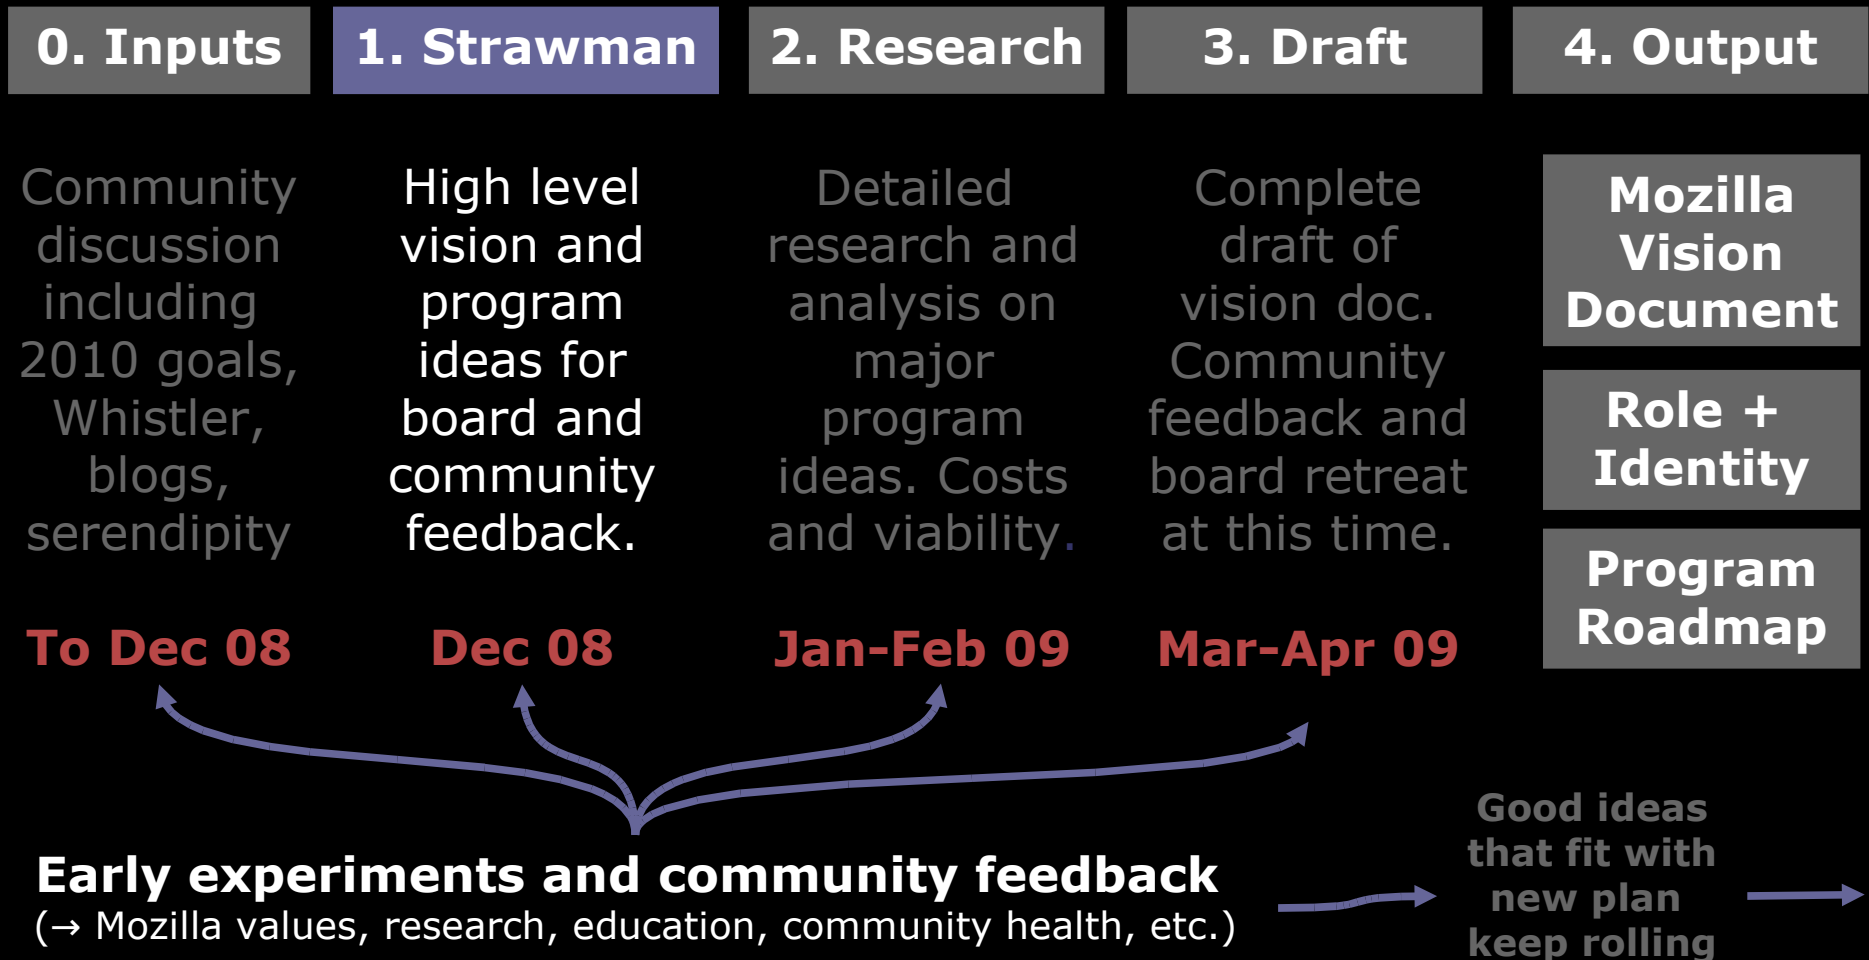 0. Inputs
1. Strawman
2. Research
3. Draft
4. Output
Community
discussion
including
2010 goals,
Whistler,
blogs,
serendipity
To Dec 08
High level
vision and
program
ideas for
board and
community
feedback.
Dec 08
Detailed
research and
analysis on
major
program
ideas. Costs
and viability.
Jan–Feb 09
Complete
draft of
vision doc.
Community
feedback and
board retreat
at this time.
Mar–Apr 09
Mozilla
Vision
Document
Role +
Identity
Program
Roadmap
Early experiments and community feedback
(→ Mozilla values, research, education, community health, etc.)
Good ideas
that fit with
new plan
keep rolling